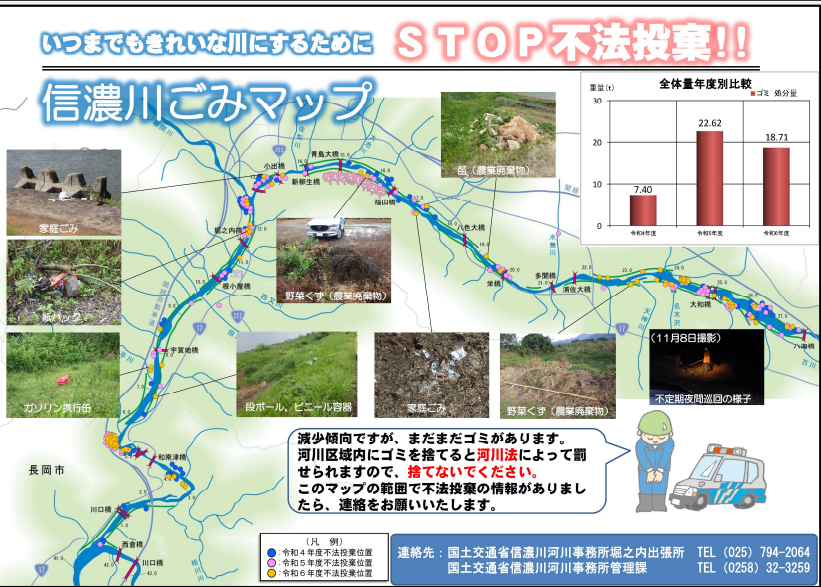 いつまでもきれいな川にするために
STOP不法投棄!!
信濃川ごみマップ
全体量年度別比較
重量(t)
ゴミ 処分量
30
20
10
0
7.40
22.62
18.71
令和4年度
令和5年度
令和6年度
家庭ごみ
紙パック
ガソリン携行缶
野菜くず（農業廃棄物）
段ボール、ビニール容器
家庭ごみ
野菜くず（農業廃棄物）
（11月8日撮影）
不定期夜間巡回の様子
小出橋
青島大橋
新柳生橋
福山橋
堀之内橋
根小屋橋
宇賀地橋
八色大橋
栄橋
多聞橋
浦佐大橋
大和橋
八海橋
水無川
和南津橋
川口橋
西倉橋
川口橋
長岡市
減少傾向ですが、まだまだゴミがあります。
河川区域内にゴミを捨てると河川法によって罰
せられますので、捨てないでください。
このマップの範囲で不法投棄の情報がありまし
たら、連絡をお願いいたします。
（凡 例）
：令和４年度不法投棄位置
：令和５年度不法投棄位置
：令和６年度不法投棄位置
連絡先：国土交通省信濃川河川事務所堀之内出張所 TEL（025）794-2064
国土交通省信濃川河川事務所管理課 TEL（0258）32-3259